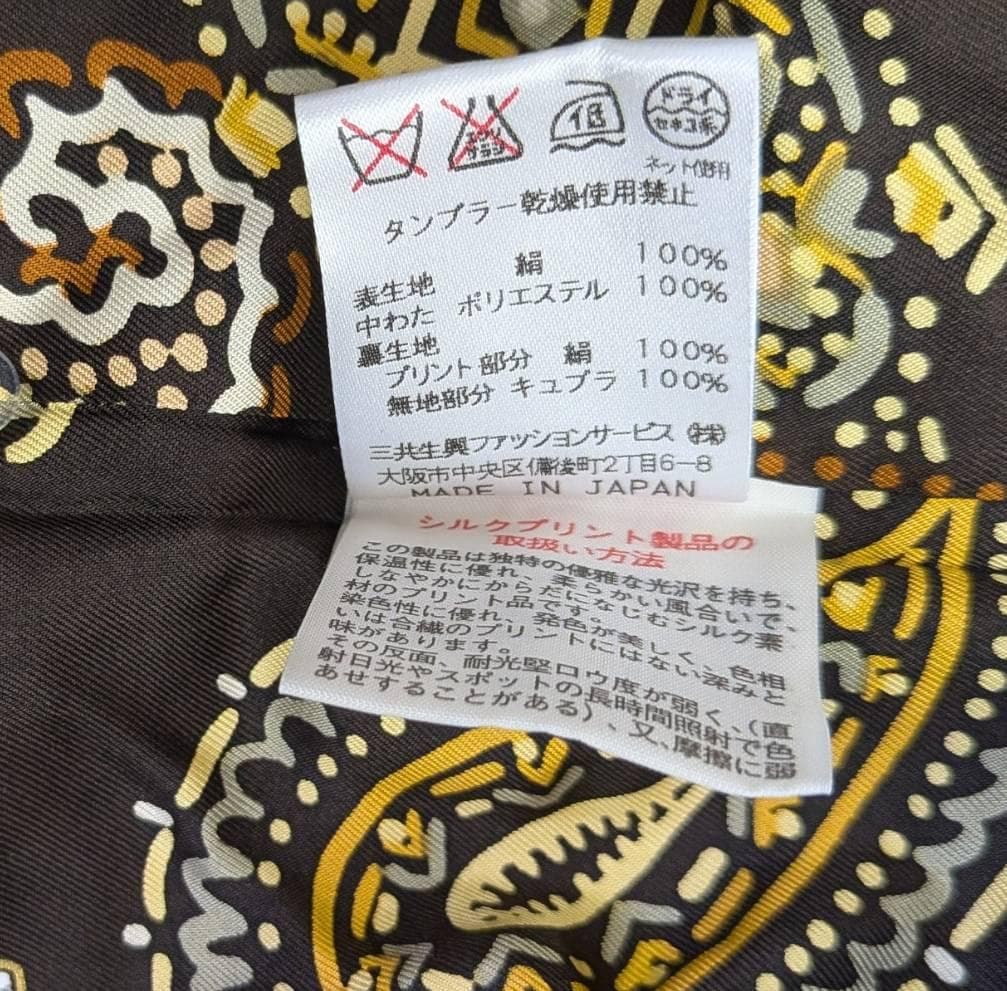 エンソ
サラシ
低
ドライ
セキユ系
ネット使用
タンブラー乾燥使用禁止
表生地 絹 100%
中わた ポリエステル 100%
裏生地
プリント部分 絹 100%
無地部分 キュプラ 100%
三共生興ファッションサービス ㈱
大阪市中央区備後町2丁目6-8
MADE IN JAPAN
シルクプリント製品の
取扱い方法
この製品は独特の優雅な光沢を持ち、
保温性に優れ、柔らかい風合いで、
しなやかにからだになじむシルク素
材のプリント品です。
染色性に優れ、発色が美しく、色相
いは合繊のプリントにはない深みと
味があります。
その反面、耐光堅ロウ度が弱く、(直
射日光やスポットの長時間照射で色
あせすることがある)、又、摩擦に弱